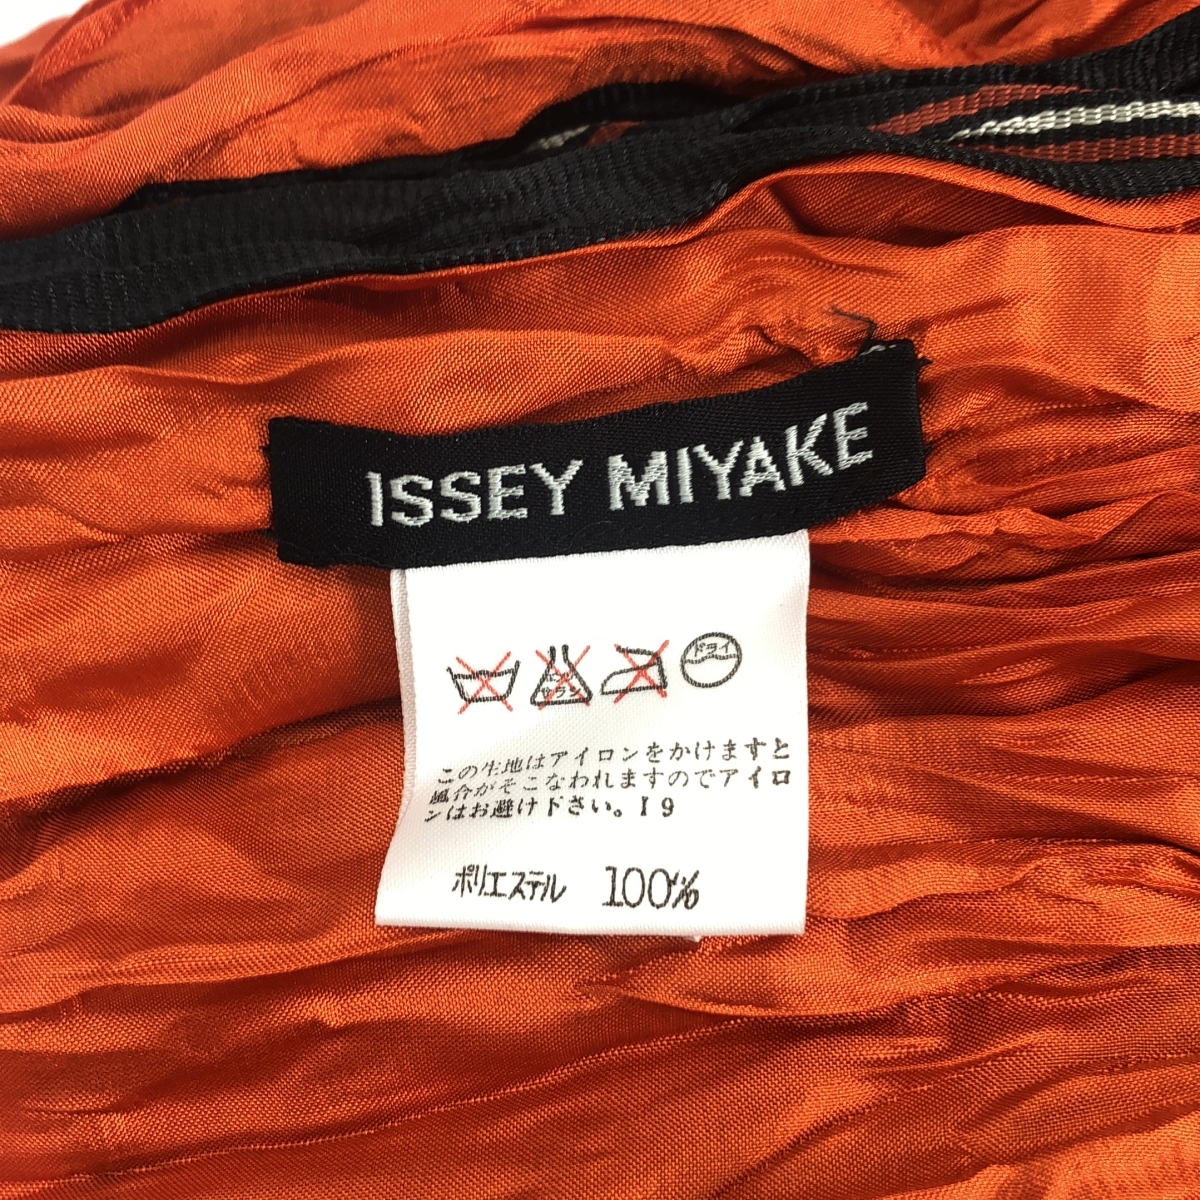 ISSEY MIYAKE
ドライ
この生地はアイロンをかけますと
風合がそこなわれますのでアイロ
ンはお避け下さい。I9
ポリエステル 100%